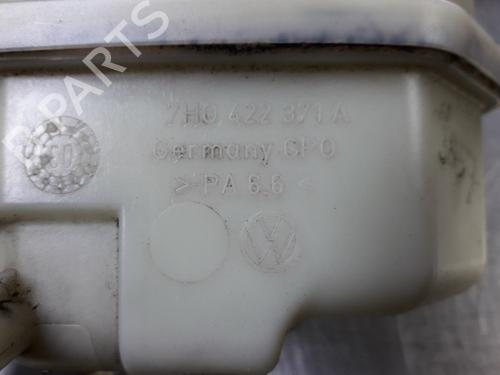 B-PARTS
7H0 422 371 A
Germany CPO
> PA 6.6 <